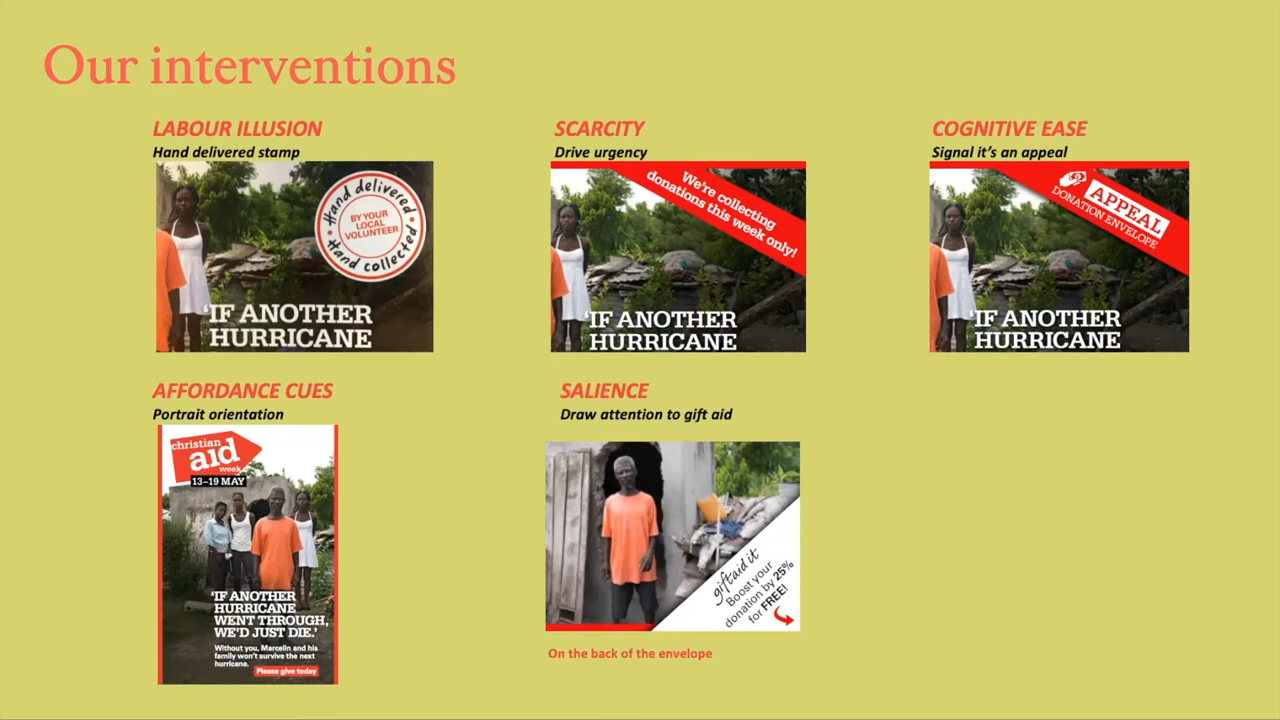 Our interventions
LABOUR ILLUSION
Hand delivered stamp
Hand delivered
BY YOUR
LOCAL
VOLUNTEER
Hand collected
'IF ANOTHER
HURRICANE
SCARCITY
Drive urgency
We're collecting
donations this week only!
'IF ANOTHER
HURRICANE
COGNITIVE EASE
Signal it's an appeal
APPEAL
DONATION ENVELOPE
'IF ANOTHER
HURRICANE
AFFORDANCE CUES
Portrait orientation
christian
aid
week
13–19 MAY
'IF ANOTHER
HURRICANE
WENT THROUGH,
WE'D JUST DIE.'
Without you, Marcelin and his
family won't survive the next
hurricane.
Please give today
SALIENCE
Draw attention to gift aid
giftaid it
Boost your
donation by 25%
for FREE!
On the back of the envelope